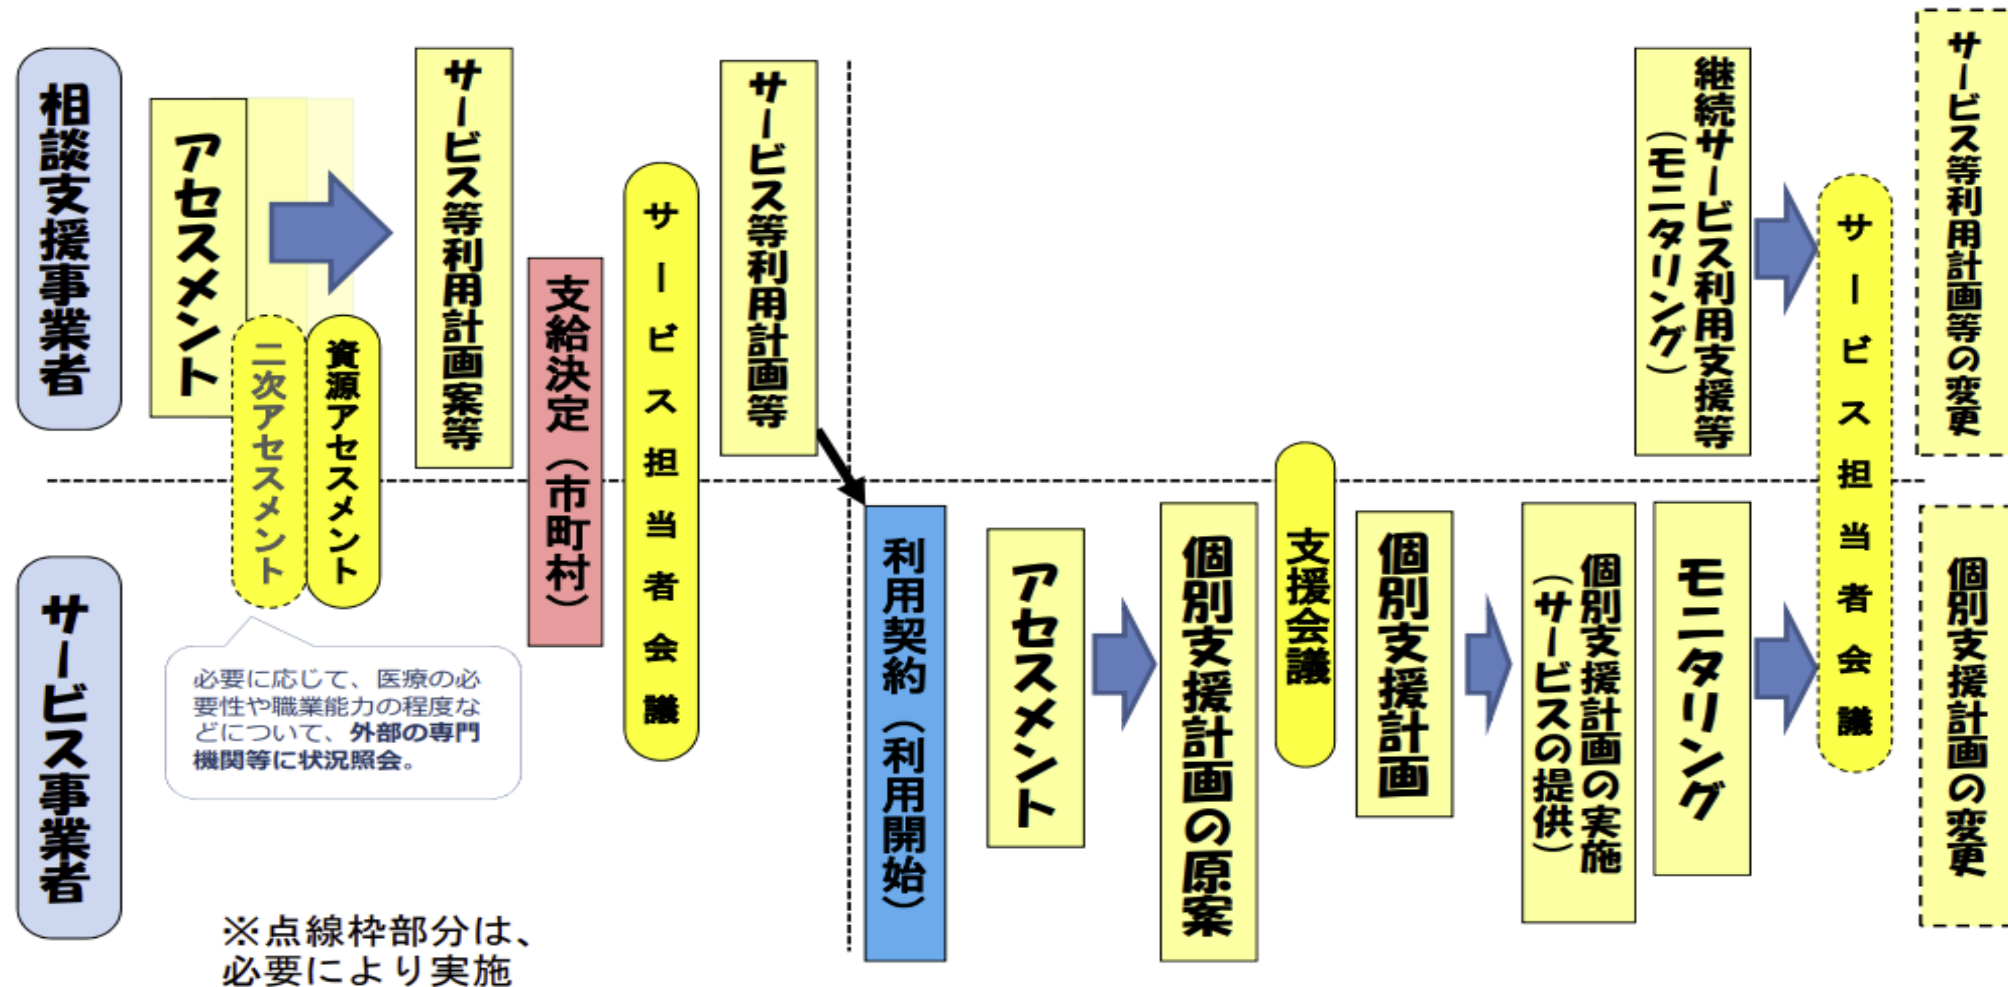 相談支援事業者
アセスメント
二次アセスメント
資源アセスメント
サービス等利用計画案等
支給決定（市町村）
サービス担当者会議
サービス等利用計画等
継続サービス利用支援等
（モニタリング）
サービス担当者会議
サービス等利用計画等の変更
サービス事業者
必要に応じて、医療の必
要性や職業能力の程度な
どについて、外部の専門
機関等に状況照会。
利用契約（利用開始）
アセスメント
個別支援計画の原案
支援会議
個別支援計画
個別支援計画の実施
（サービスの提供）
モニタリング
個別支援計画の変更
※点線枠部分は、
必要により実施